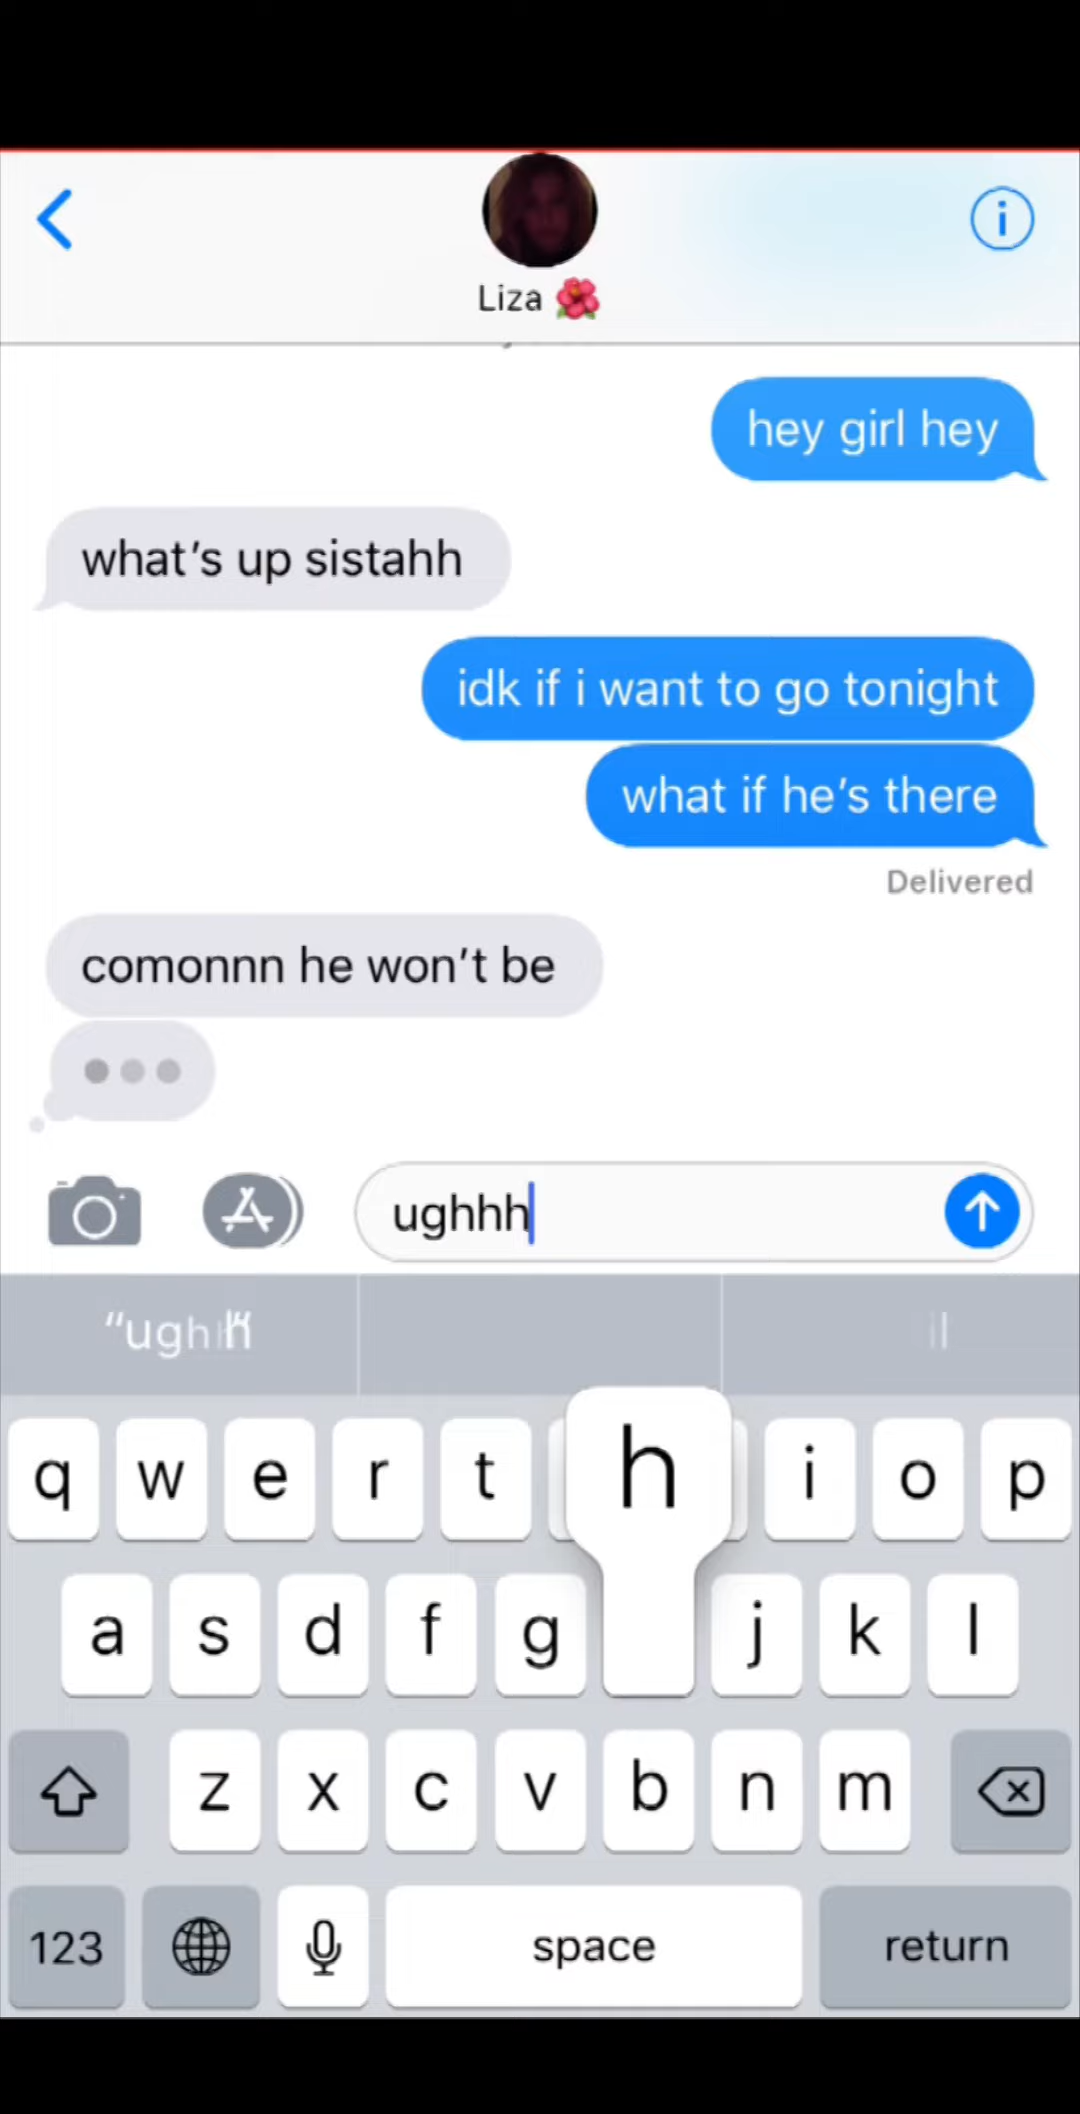 Liza
hey girl hey
what's up sistahh
idk if i want to go tonight
what if he's there
Delivered
comonnn he won't be
ughhh
q w e r t h i o p
a s d f g j k l
z x c v b n m
123 space return